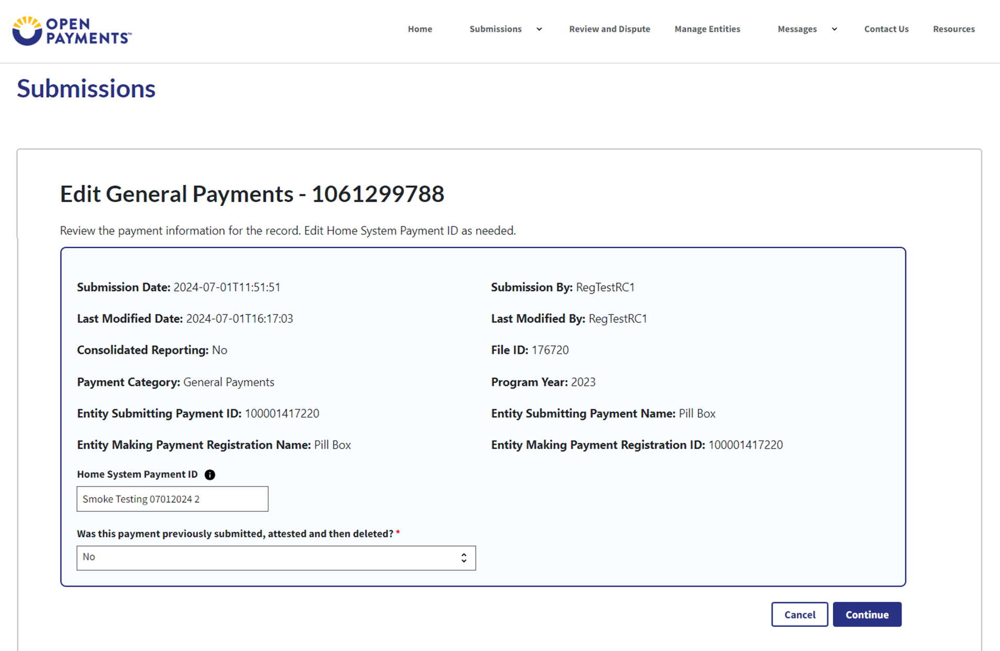 OPEN
PAYMENTS™
Home Submissions Review and Dispute Manage Entities Messages Contact Us Resources
Submissions
Edit General Payments - 1061299788
Review the payment information for the record. Edit Home System Payment ID as needed.
Submission Date: 2024-07-01T11:51:51 Submission By: RegTestRC1
Last Modified Date: 2024-07-01T16:17:03 Last Modified By: RegTestRC1
Consolidated Reporting: No File ID: 176720
Payment Category: General Payments Program Year: 2023
Entity Submitting Payment ID: 100001417220 Entity Submitting Payment Name: Pill Box
Entity Making Payment Registration Name: Pill Box Entity Making Payment Registration ID: 100001417220
Home System Payment ID
Smoke Testing 07012024 2
Was this payment previously submitted, attested and then deleted? *
No
Cancel Continue